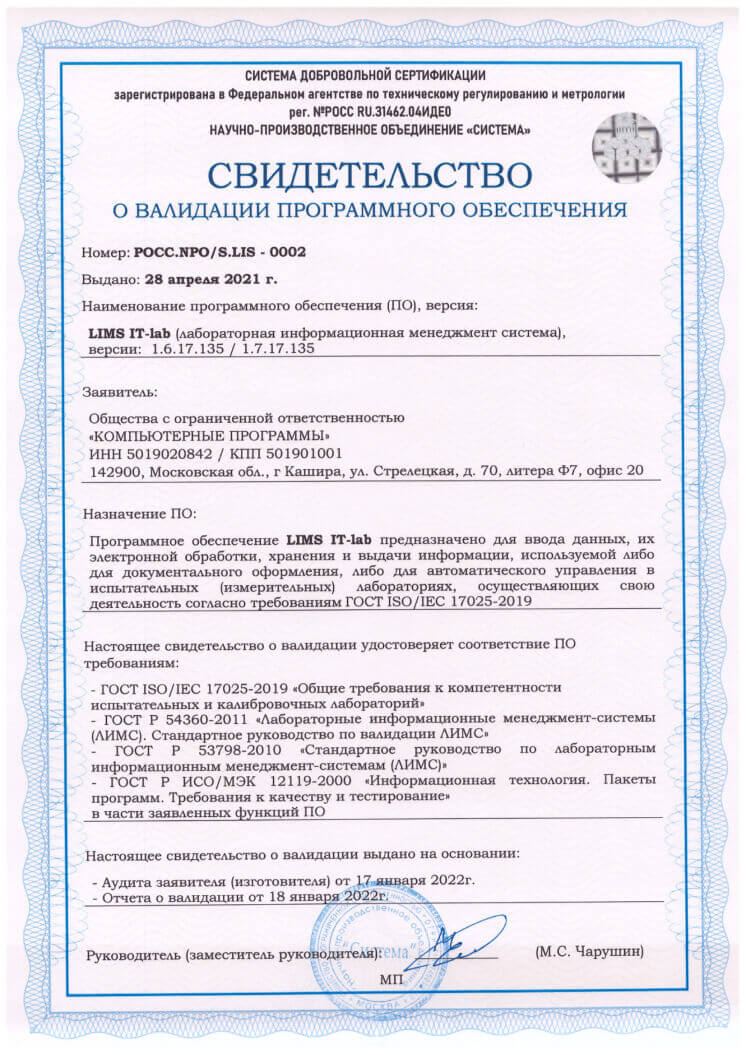 СИСТЕМА ДОБРОВОЛЬНОЙ СЕРТИФИКАЦИИ
зарегистрирована в Федеральном агентстве по техническому регулированию и метрологии
рег. №РОСС RU.31462.04ИДЕ0
НАУЧНО-ПРОИЗВОДСТВЕННОЕ ОБЪЕДИНЕНИЕ «СИСТЕМА»
СВИДЕТЕЛЬСТВО
О ВАЛИДАЦИИ ПРОГРАММНОГО ОБЕСПЕЧЕНИЯ
Номер: РОСС.NPO/S.LIS - 0002
Выдано: 28 апреля 2021 г.
Наименование программного обеспечения (ПО), версия:
LIMS IT-lab (лабораторная информационная менеджмент система),
версии: 1.6.17.135 / 1.7.17.135
Заявитель:
Общества с ограниченной ответственностью
«КОМПЬЮТЕРНЫЕ ПРОГРАММЫ»
ИНН 5019020842 / КПП 501901001
142900, Московская обл., г Кашира, ул. Стрелецкая, д. 70, литера Ф7, офис 20
Назначение ПО:
Программное обеспечение LIMS IT-lab предназначено для ввода данных, их
электронной обработки, хранения и выдачи информации, используемой либо
для документального оформления, либо для автоматического управления в
испытательных (измерительных) лабораториях, осуществляющих свою
деятельность согласно требованиям ГОСТ ISO/IEC 17025-2019
Настоящее свидетельство о валидации удостоверяет соответствие ПО
требованиям:
- ГОСТ ISO/IEC 17025-2019 «Общие требования к компетентности
испытательных и калибровочных лабораторий»
- ГОСТ Р 54360-2011 «Лабораторные информационные менеджмент-системы
(ЛИМС). Стандартное руководство по валидации ЛИМС»
- ГОСТ Р 53798-2010 «Стандартное руководство по лабораторным
информационным менеджмент-системам (ЛИМС)»
- ГОСТ Р ИСО/МЭК 12119-2000 «Информационная технология. Пакеты
программ. Требования к качеству и тестирование»
в части заявленных функций ПО
Настоящее свидетельство о валидации выдано на основании:
- Аудита заявителя (изготовителя) от 17 января 2022г.
- Отчета о валидации от 18 января 2022г.
Руководитель (заместитель руководителя):
(М.С. Чарушин)
"Система"
МП
МОСКВА